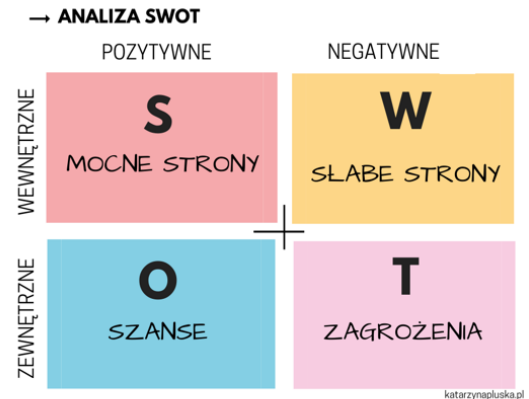 → ANALIZA SWOT
POZYTYWNE
NEGATYWNE
WEWNĘTRZNE
S
MOCNE STRONY
W
SŁABE STRONY
ZEWNĘTRZNE
O
SZANSE
T
ZAGROŻENIA
katarzynapluska.pl